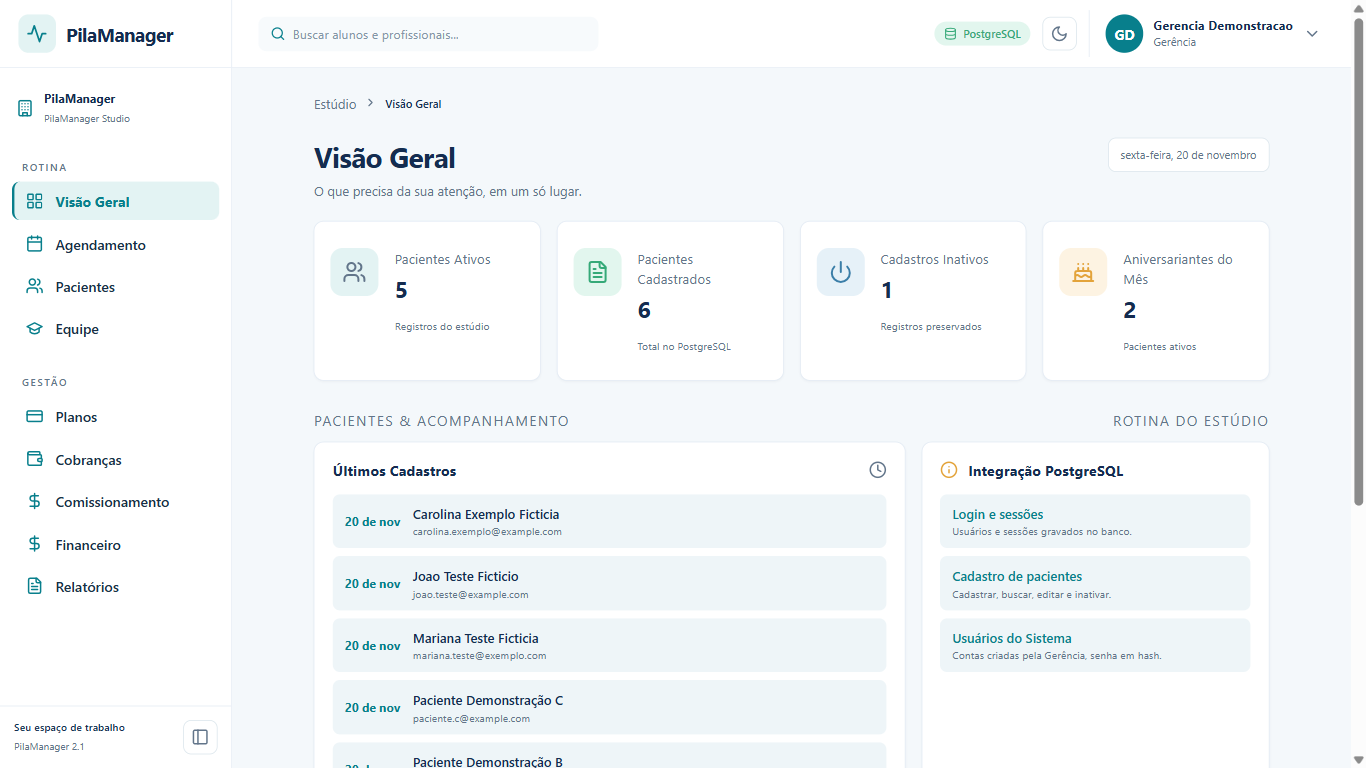 PilaManager
Buscar alunos e profissionais...
PostgreSQL
GD
Gerencia Demonstracao
Gerência
PilaManager
PilaManager Studio
ROTINA
Visão Geral
Agendamento
Pacientes
Equipe
GESTÃO
Planos
Cobranças
Comissionamento
Financeiro
Relatórios
Seu espaço de trabalho
PilaManager 2.1
Estúdio > Visão Geral
Visão Geral
O que precisa da sua atenção, em um só lugar.
sexta-feira, 20 de novembro
Pacientes Ativos
5
Registros do estúdio
Pacientes
Cadastrados
6
Total no PostgreSQL
Cadastros Inativos
1
Registros preservados
Aniversariantes do
Mês
2
Pacientes ativos
PACIENTES & ACOMPANHAMENTO
Últimos Cadastros
20 de nov
Carolina Exemplo Ficticia
carolina.exemplo@example.com
20 de nov
Joao Teste Ficticio
joao.teste@example.com
20 de nov
Mariana Teste Ficticia
mariana.teste@exemplo.com
20 de nov
Paciente Demonstração C
paciente.c@example.com
20 de nov
Paciente Demonstração B
ROTINA DO ESTÚDIO
Integração PostgreSQL
Login e sessões
Usuários e sessões gravados no banco.
Cadastro de pacientes
Cadastrar, buscar, editar e inativar.
Usuários do Sistema
Contas criadas pela Gerência, senha em hash.